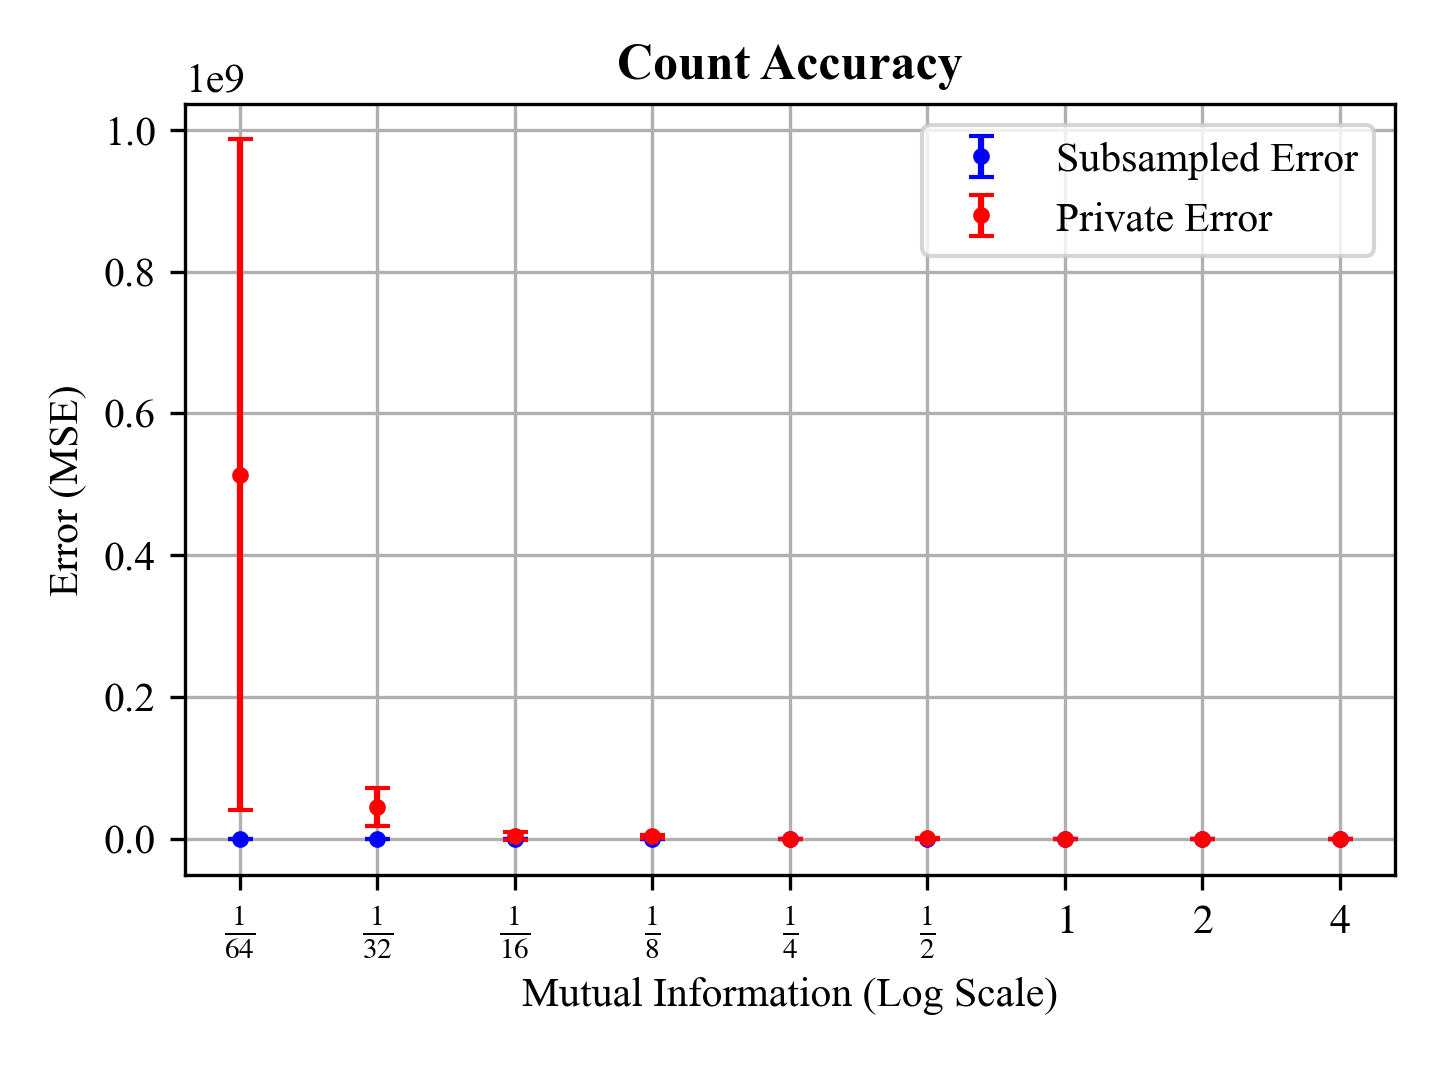 Count Accuracy
1e9
1.0
0.8
0.6
0.4
0.2
0.0
Error (MSE)
Subsampled Error
Private Error
1/64 1/32 1/16 1/8 1/4 1/2 1 2 4
Mutual Information (Log Scale)